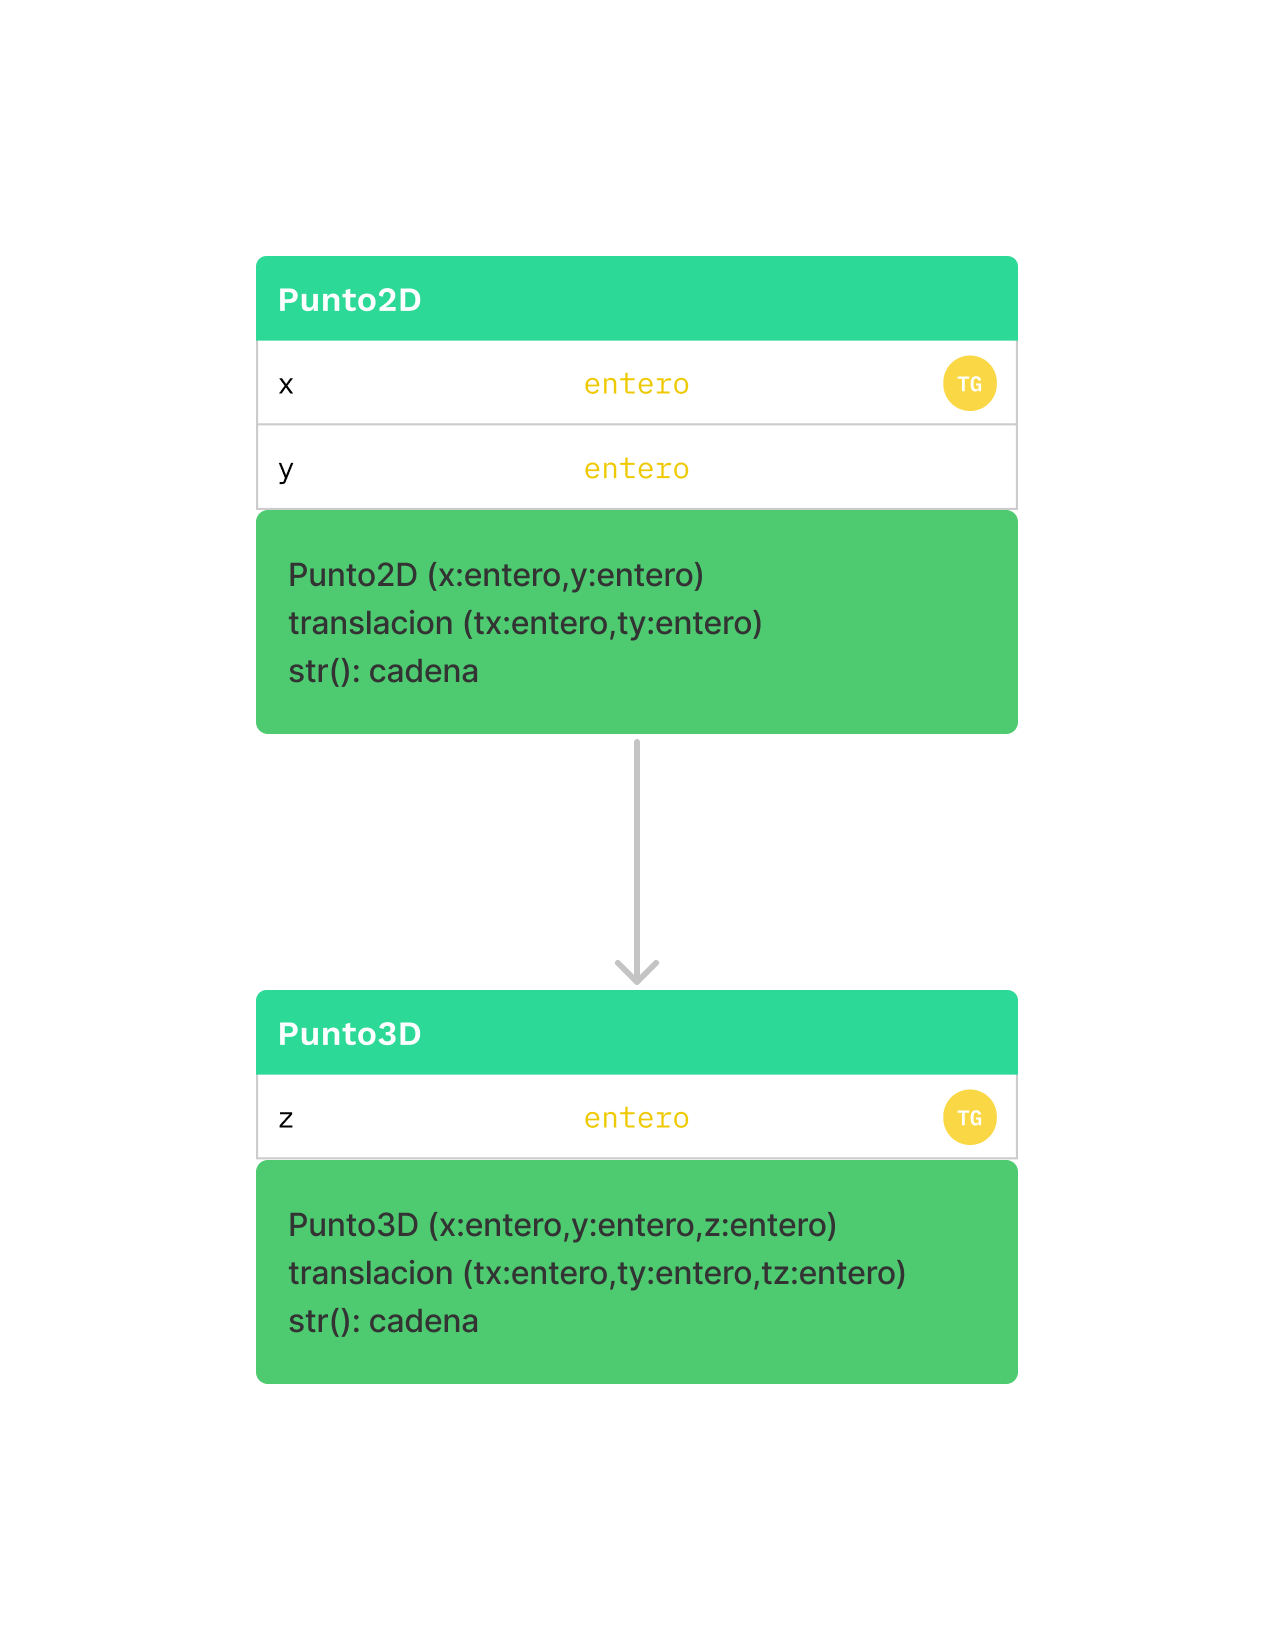 Punto2D
x entero TG
y entero
Punto2D (x:entero,y:entero)
translacion (tx:entero,ty:entero)
str(): cadena
Punto3D
z entero TG
Punto3D (x:entero,y:entero,z:entero)
translacion (tx:entero,ty:entero,tz:entero)
str(): cadena